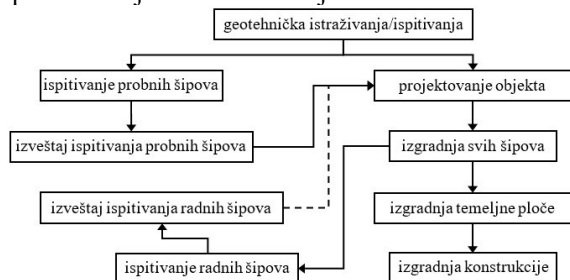 geotehnička istraživanja/ispitivanja
ispitivanje probnih šipova
projektovanje objekta
izveštaj ispitivanja probnih šipova
izgradnja svih šipova
izveštaj ispitivanja radnih šipova
izgradnja temeljne ploče
ispitivanje radnih šipova
izgradnja konstrukcije